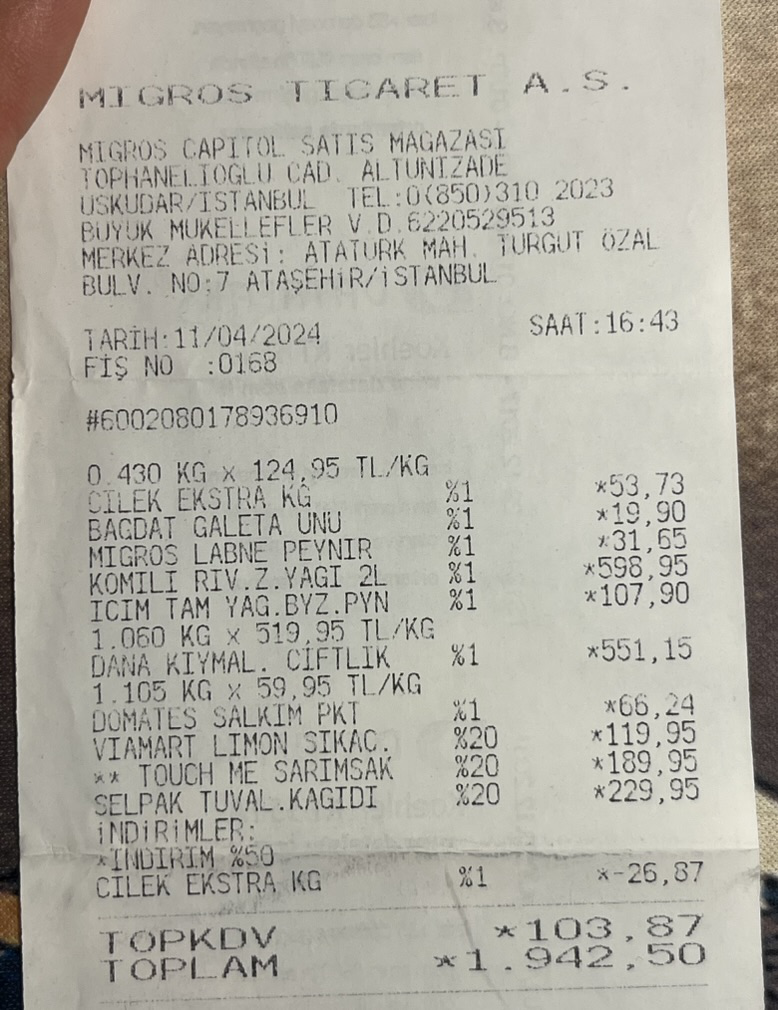 MIGROS TICARET A.S.
MIGROS CAPITOL SATIS MAGAZASI
TOPHANELIOGLU CAD. ALTUNIZADE
USKUDAR/ISTANBUL TEL:0(850)310 2023
BUYUK MUKELLEFLER V.D.6220529513
MERKEZ ADRESİ: ATATURK MAH. TURGUT ÖZAL
BULV. NO:7 ATAŞEHİR/İSTANBUL
TARİH:11/04/2024 SAAT:16:43
FİŞ NO :0168
#6002080178936910
0.430 KG x 124,95 TL/KG
CILEK EKSTRA KG %1 *53,73
BAGDAT GALETA UNU %1 *19,90
MIGROS LABNE PEYNIR %1 *31,65
KOMILI RIV.Z.YAGI 2L %1 *598,95
ICIM TAM YAG.BYZ.PYN %1 *107,90
1.060 KG x 519,95 TL/KG
DANA KIYMAL. CIFTLIK %1 *551,15
1.105 KG x 59,95 TL/KG
DOMATES SALKIM PKT %1 *66,24
VIAMART LIMON SIKAC. %20 *119,95
** TOUCH ME SARIMSAK %20 *189,95
SELPAK TUVAL.KAGIDI %20 *229,95
İNDİRİMLER:
*INDIRIM %50
CILEK EKSTRA KG %1 *-26,87
TOPKDV *103,87
TOPLAM *1.942,50